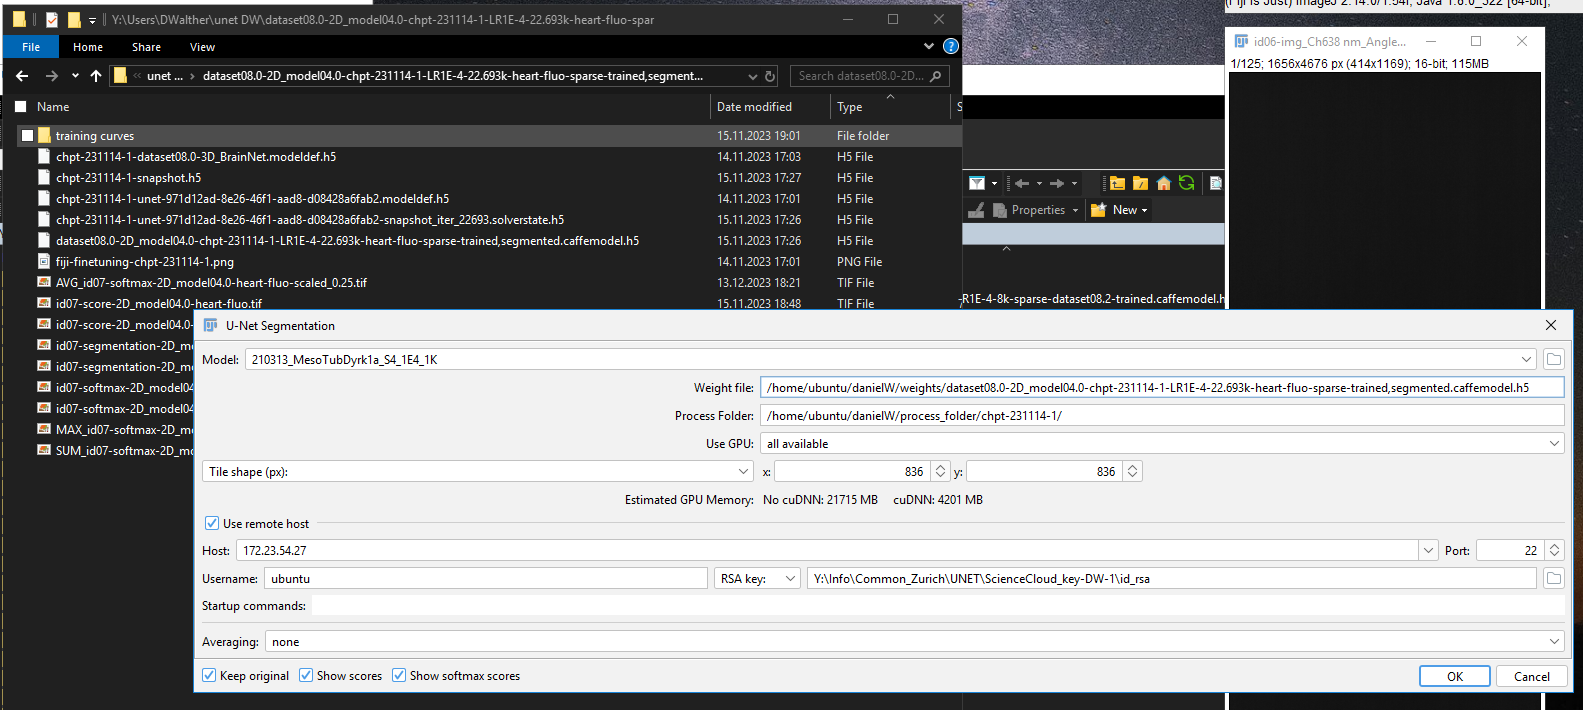 Y:\Users\DWalther\unet DW\dataset08.0-2D_model04.0-chpt-231114-1-LR1E-4-22.693k-heart-fluo-spar
(Fiji Is Just) ImageJ 2.14.0/1.54f; Java 1.8.0_322 [64-bit];
File Home Share View
id06-img_Ch638 nm_Angle...
1/125; 1656x4676 px (414x1169); 16-bit; 115MB
« unet ... › dataset08.0-2D_model04.0-chpt-231114-1-LR1E-4-22.693k-heart-fluo-sparse-trained,segmented... Search dataset08.0-2D...
Name Date modified Type S
training curves 15.11.2023 19:01 File folder
chpt-231114-1-dataset08.0-3D_BrainNet.modeldef.h5 14.11.2023 17:03 H5 File
chpt-231114-1-snapshot.h5 15.11.2023 17:27 H5 File
chpt-231114-1-unet-971d12ad-8e26-46f1-aad8-d08428a6fab2.modeldef.h5 14.11.2023 17:01 H5 File
chpt-231114-1-unet-971d12ad-8e26-46f1-aad8-d08428a6fab2-snapshot_iter_22693.solverstate.h5 15.11.2023 17:26 H5 File
dataset08.0-2D_model04.0-chpt-231114-1-LR1E-4-22.693k-heart-fluo-sparse-trained,segmented.caffemodel.h5 15.11.2023 17:26 H5 File
fiji-finetuning-chpt-231114-1.png 14.11.2023 17:01 PNG File
AVG_id07-softmax-2D_model04.0-heart-fluo-scaled_0.25.tif 13.12.2023 18:21 TIF File
id07-score-2D_model04.0-heart-fluo.tif 15.11.2023 18:48 TIF File
id07-score-2D_model04.0-
id07-segmentation-2D_mo
id07-segmentation-2D_mo
id07-softmax-2D_model04
id07-softmax-2D_model04
MAX_id07-softmax-2D_mo
SUM_id07-softmax-2D_mo
Properties New
-R1E-4-8k-sparse-dataset08.2-trained.caffemodel.h
U-Net Segmentation
Model: 210313_MesoTubDyrk1a_S4_1E4_1K
Weight file: /home/ubuntu/danielW/weights/dataset08.0-2D_model04.0-chpt-231114-1-LR1E-4-22.693k-heart-fluo-sparse-trained,segmented.caffemodel.h5
Process Folder: /home/ubuntu/danielW/process_folder/chpt-231114-1/
Use GPU: all available
Tile shape (px): x: 836 y: 836
Estimated GPU Memory: No cuDNN: 21715 MB cuDNN: 4201 MB
Use remote host
Host: 172.23.54.27 Port: 22
Username: ubuntu RSA key: Y:\Info\Common_Zurich\UNET\ScienceCloud_key-DW-1\id_rsa
Startup commands:
Averaging: none
Keep original Show scores Show softmax scores OK Cancel